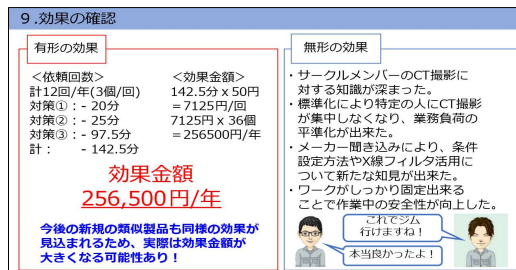 9.効果の確認
有形の効果
<依頼回数>
計12回/年(3個/回)
対策①：- 20分
対策②：- 25分
対策③：- 97.5分
計：　　- 142.5分
<効果金額>
142.5分ｘ50円
＝7125円/回
7125円ｘ36個
＝256500円/年
効果金額
256,500円/年
今後の新規の類似製品も同様の効果が
見込まれるため、実際は効果金額が
大きくなる可能性あり！
無形の効果
・サークルメンバーのCT撮影に
対する知識が深まった。
・標準化により特定の人にCT撮影
が集中しなくなり、業務負荷の
平準化が出来た。
・メーカー聞き込みにより、条件
設定方法やX線フィルタ活用に
ついて新たな知見が出来た。
・ワークがしっかり固定出来る
ことで作業中の安全性が向上した。
これでジム
行けますね！
本当良かったよ！